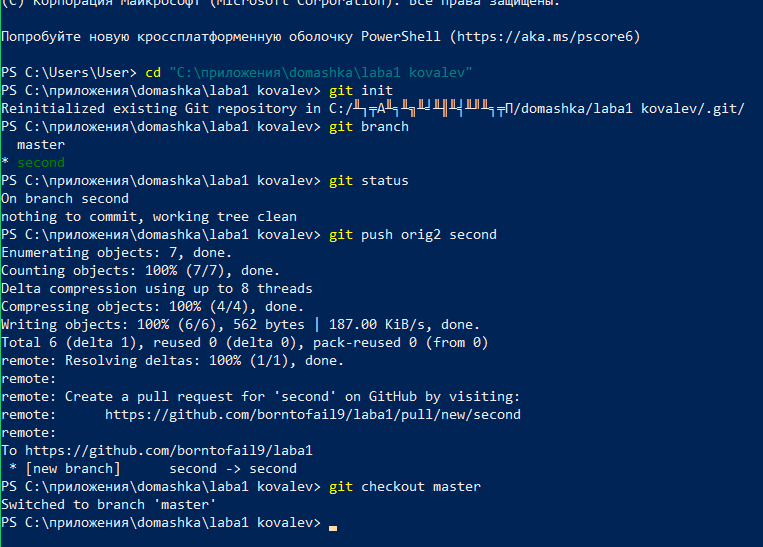 (C) Корпорация Майкрософт (Microsoft Corporation). Все права защищены.
Попробуйте новую кроссплатформенную оболочку PowerShell (https://aka.ms/pscore6)
PS C:\Users\User> cd "C:\приложения\domashka\laba1 kovalev"
PS C:\приложения\domashka\laba1 kovalev> git init
Reinitialized existing Git repository in C:/ /domashka/laba1 kovalev/.git/
PS C:\приложения\domashka\laba1 kovalev> git branch
master
* second
PS C:\приложения\domashka\laba1 kovalev> git status
On branch second
nothing to commit, working tree clean
PS C:\приложения\domashka\laba1 kovalev> git push orig2 second
Enumerating objects: 7, done.
Counting objects: 100% (7/7), done.
Delta compression using up to 8 threads
Compressing objects: 100% (4/4), done.
Writing objects: 100% (6/6), 562 bytes | 187.00 KiB/s, done.
Total 6 (delta 1), reused 0 (delta 0), pack-reused 0 (from 0)
remote: Resolving deltas: 100% (1/1), done.
remote:
remote: Create a pull request for 'second' on GitHub by visiting:
remote:      https://github.com/borntofail9/laba1/pull/new/second
remote:
To https://github.com/borntofail9/laba1
* [new branch]      second -> second
PS C:\приложения\domashka\laba1 kovalev> git checkout master
Switched to branch 'master'
PS C:\приложения\domashka\laba1 kovalev>